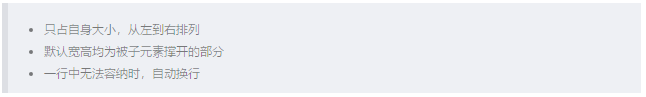 只占自身大小，从左到右排列
默认宽高均为被子元素撑开的部分
一行中无法容纳时，自动换行